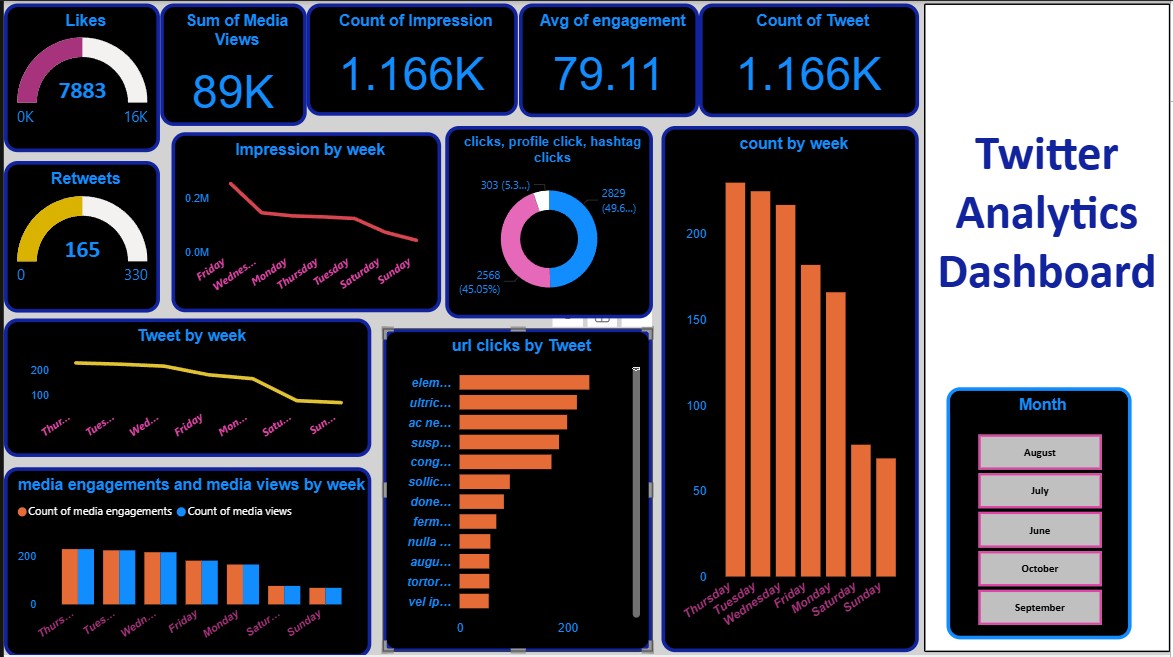 Likes
7883
0K 16K
Sum of Media
Views
89K
Count of Impression
1.166K
Avg of engagement
79.11
Count of Tweet
1.166K
Twitter
Analytics
Dashboard
Retweets
165
0 330
Impression by week
0.2M
0.0M
Friday Wednes... Monday Thursday Tuesday Saturday Sunday
clicks, profile click, hashtag
clicks
303 (5.3...)
2829
(49.6...)
2568
(45.05%)
count by week
200
150
100
50
0
Thursday Tuesday Wednesday Friday Monday Saturday Sunday
Tweet by week
200
100
Thur... Tues... Wed... Friday Mon... Satu... Sun...
url clicks by Tweet
elem...
ultric...
ac ne...
susp...
cong...
sollic...
done...
ferm...
nulla ...
augu...
tortor...
vel ip...
0 200
media engagements and media views by week
Count of media engagements Count of media views
200
0
Thurs... Tues... Wedn... Friday Monday Satur... Sunday
Month
August
July
June
October
September